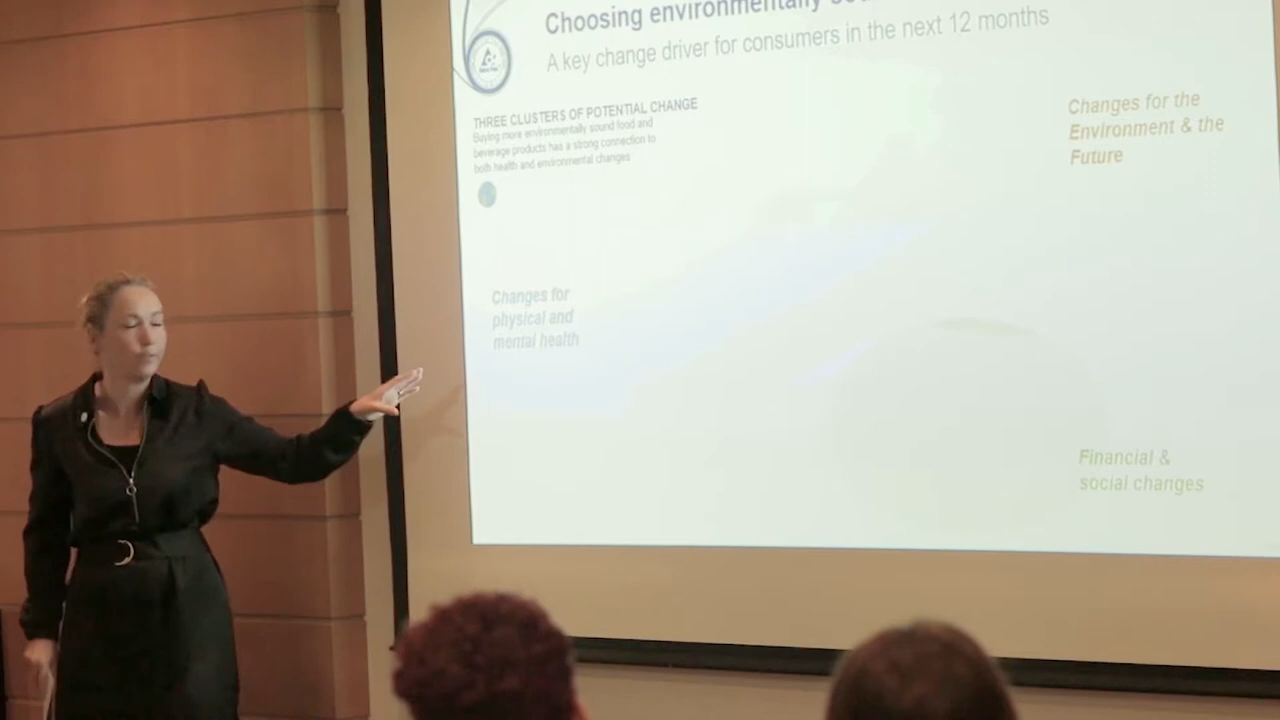 Choosing environmentally
A key change driver for consumers in the next 12 months
THREE CLUSTERS OF POTENTIAL CHANGE
Buying more environmentally sound food and
beverage products has a strong connection to
both health and environmental changes
Changes for the
Environment & the
Future
Changes for
physical and
mental health
Financial &
social changes